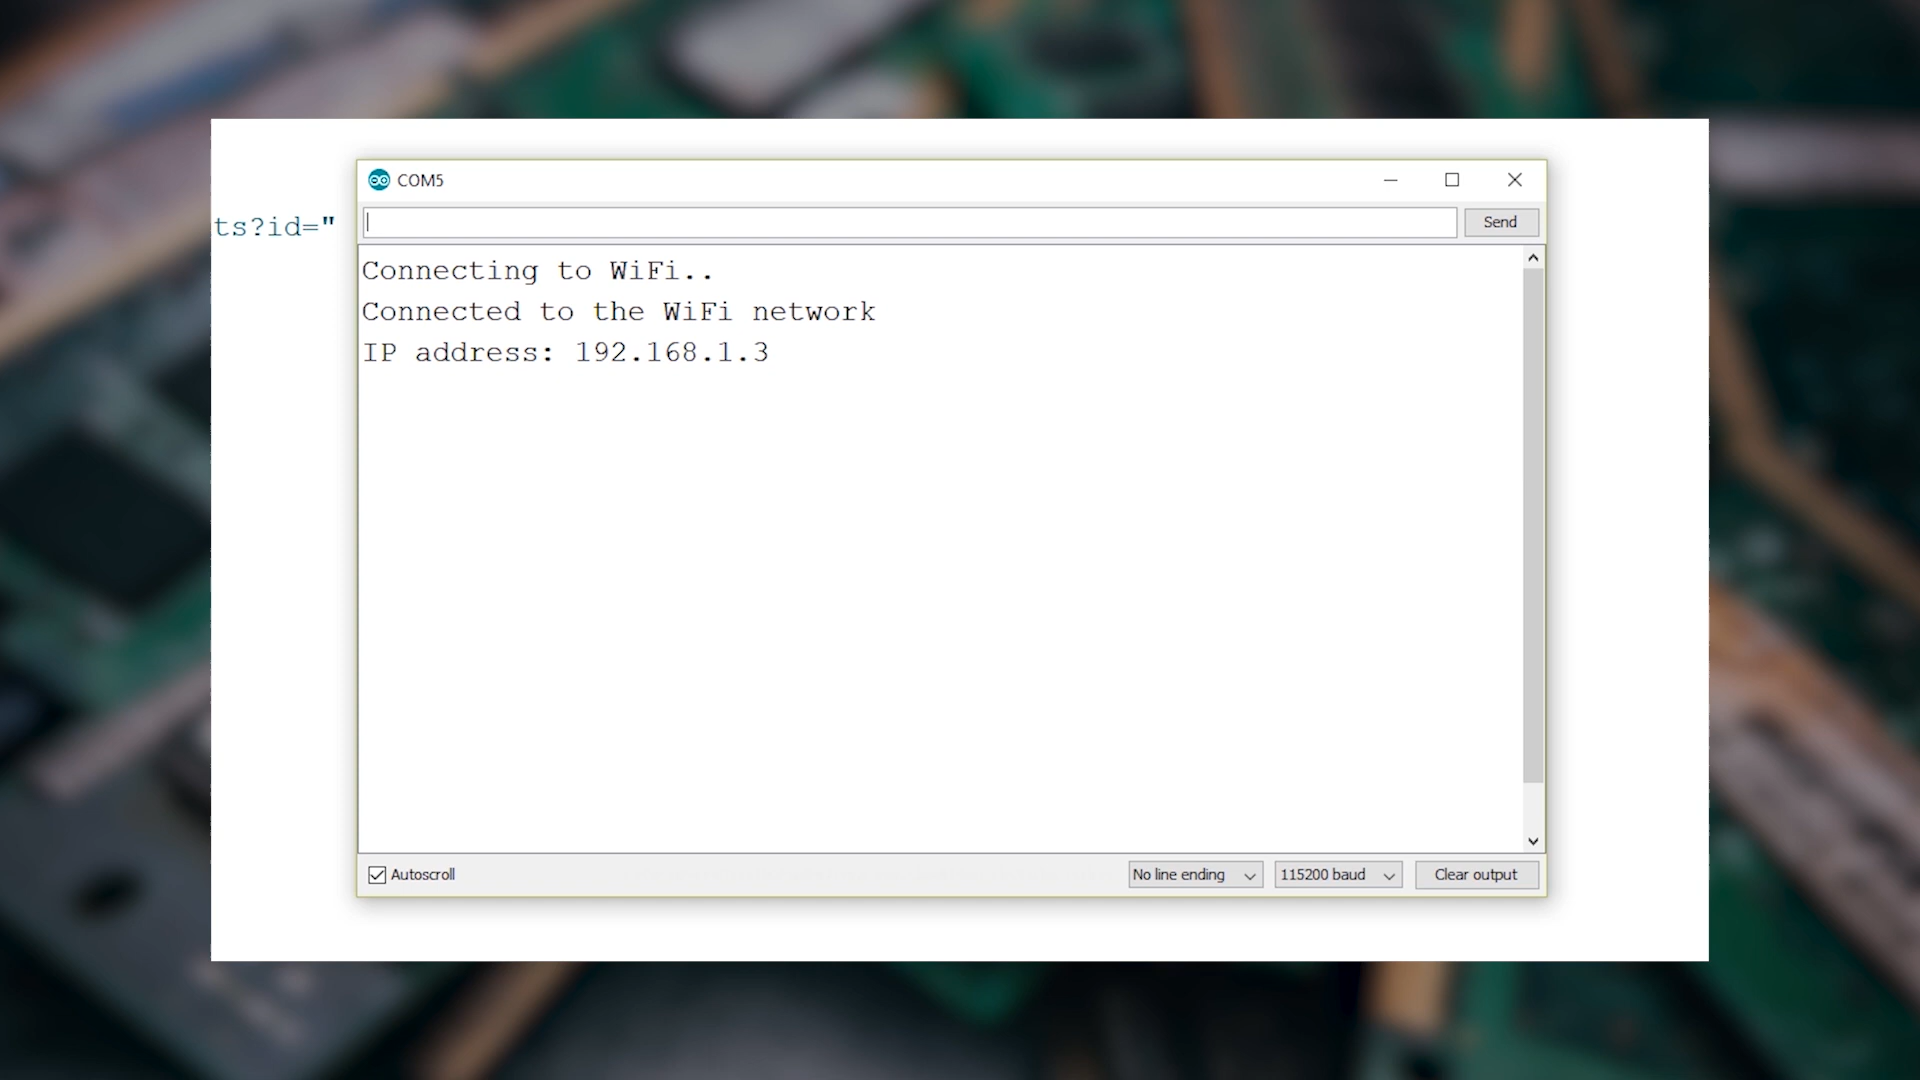 COM5
ts?id="
Send
Connecting to WiFi..
Connected to the WiFi network
IP address: 192.168.1.3
Autoscroll
No line ending
115200 baud
Clear output